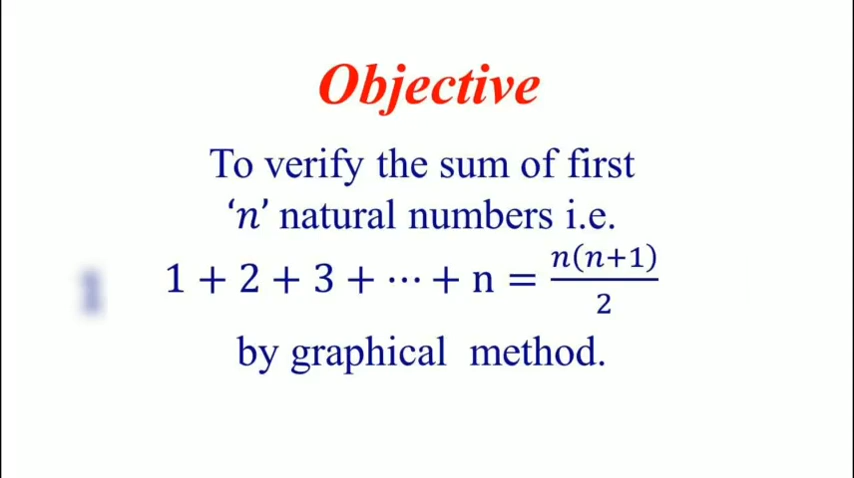 Objective
To verify the sum of first
‘n’ natural numbers i.e.
1 + 2 + 3 + ⋯ + n = n(n+1)/2
by graphical method.